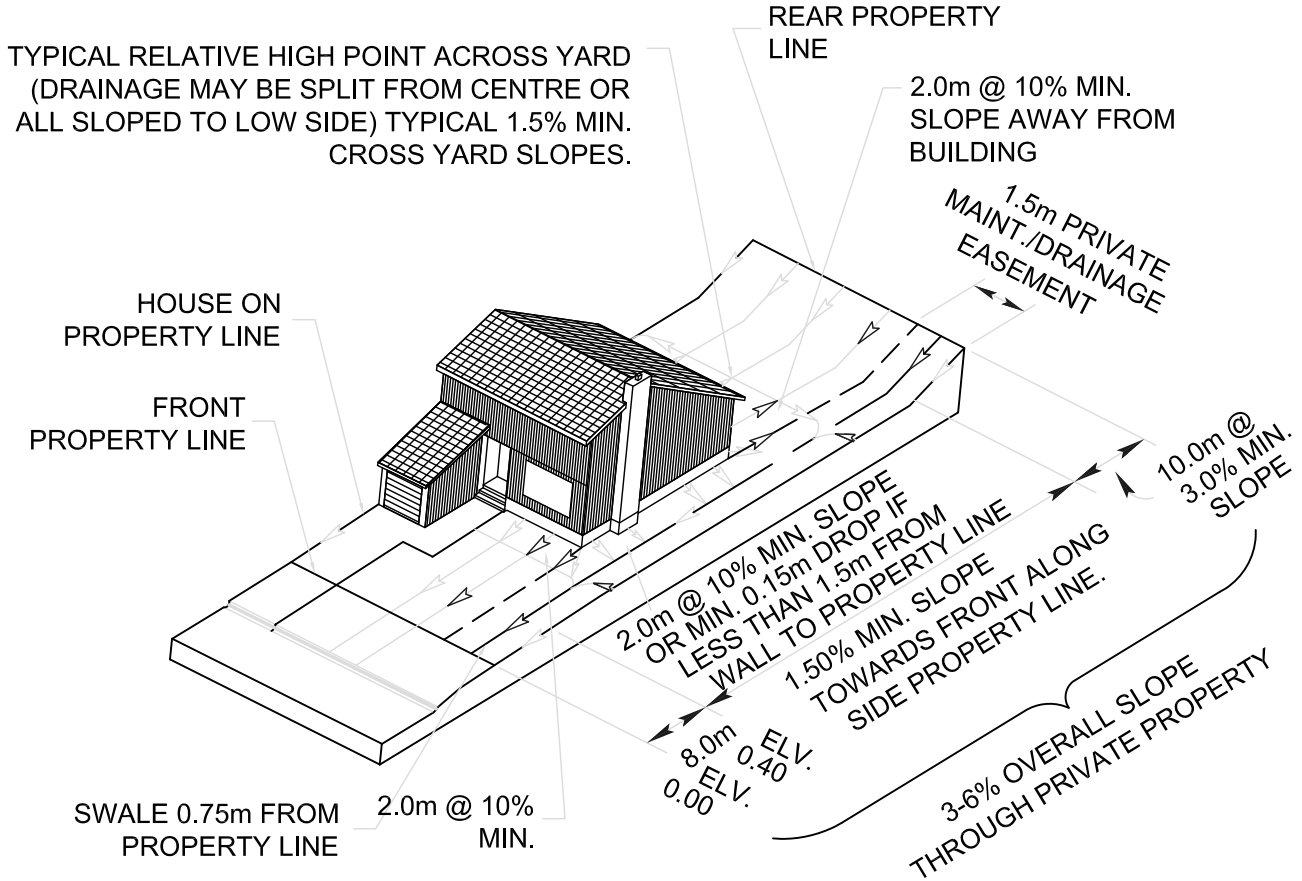 REAR PROPERTY
LINE
TYPICAL RELATIVE HIGH POINT ACROSS YARD
(DRAINAGE MAY BE SPLIT FROM CENTRE OR
ALL SLOPED TO LOW SIDE) TYPICAL 1.5% MIN.
CROSS YARD SLOPES.
2.0m @ 10% MIN.
SLOPE AWAY FROM
BUILDING
1.5m PRIVATE
MAINT./DRAINAGE
EASEMENT
HOUSE ON
PROPERTY LINE
FRONT
PROPERTY LINE
10.0m @
3.0% MIN.
SLOPE
2.0m @ 10% MIN. SLOPE
OR MIN. 0.15m DROP IF
LESS THAN 1.5m FROM
WALL TO PROPERTY LINE
1.50% MIN. SLOPE
TOWARDS FRONT ALONG
SIDE PROPERTY LINE.
8.0m
ELV.
0.40
ELV.
0.00
3-6% OVERALL SLOPE
THROUGH PRIVATE PROPERTY
SWALE 0.75m FROM
PROPERTY LINE
2.0m @ 10%
MIN.